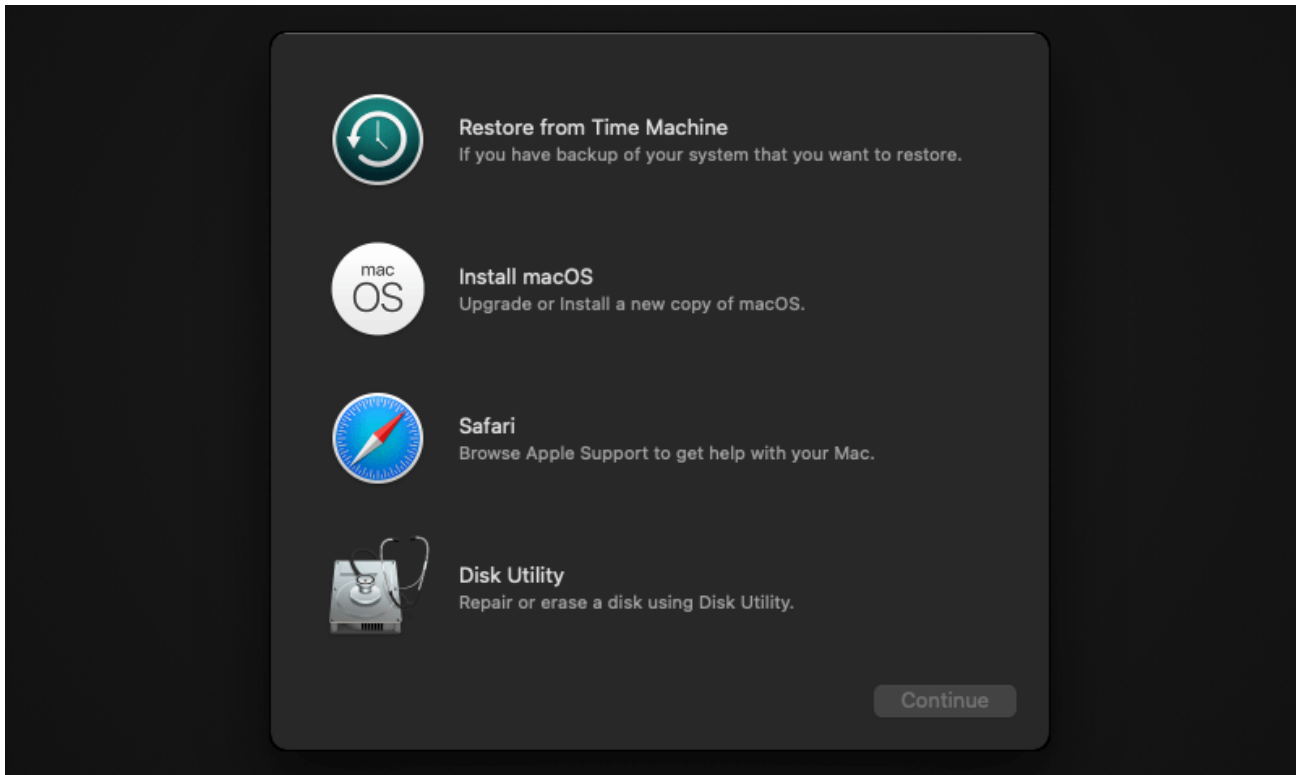 Restore from Time Machine
If you have backup of your system that you want to restore.
mac
OS
Install macOS
Upgrade or Install a new copy of macOS.
Safari
Browse Apple Support to get help with your Mac.
Disk Utility
Repair or erase a disk using Disk Utility.
Continue